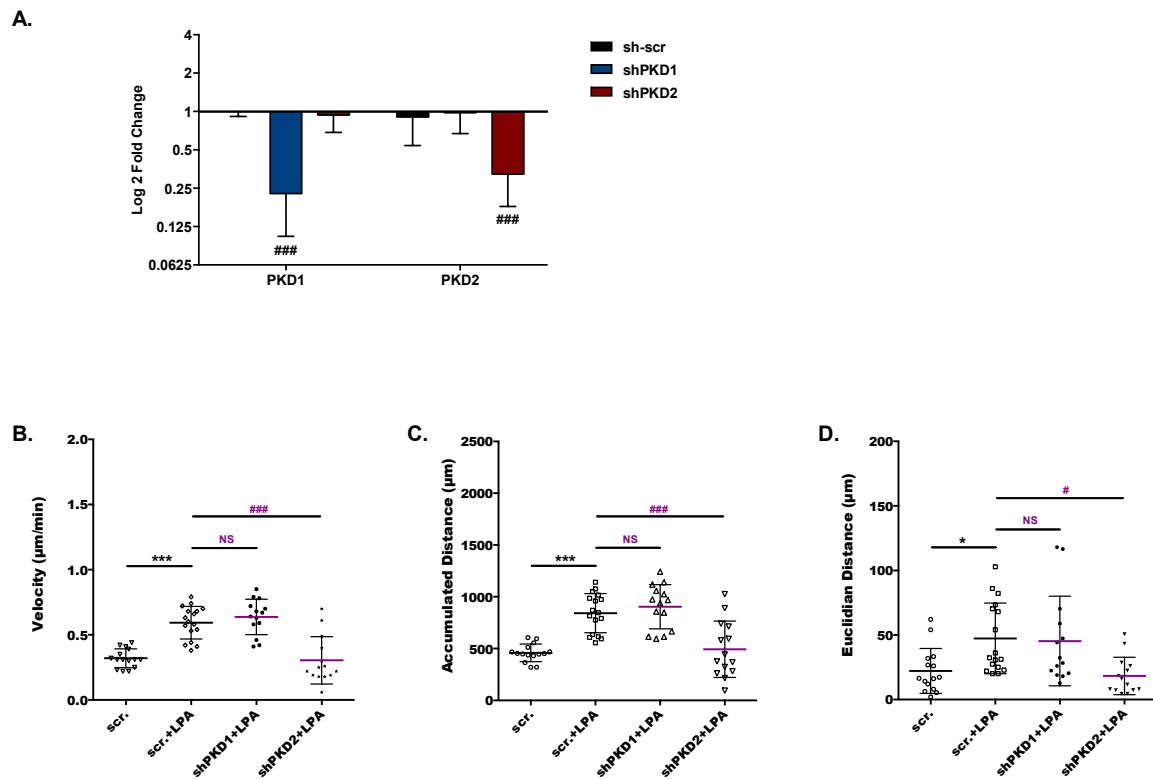 A.
4
2
1
0.5
0.25
0.125
0.0625
Log 2 Fold Change
sh-scr
shPKD1
shPKD2
###
###
PKD1
PKD2
B.
2.0
1.5
1.0
0.5
0.0
Velocity (µm/min)
###
NS
***
scr.
scr.+LPA
shPKD1+LPA
shPKD2+LPA
C.
2500
2000
1500
1000
500
0
Accumulated Distance (µm)
###
NS
***
scr.
scr.+LPA
shPKD1+LPA
shPKD2+LPA
D.
200
150
100
50
0
Euclidian Distance (µm)
#
NS
*
scr.
scr.+LPA
shPKD1+LPA
shPKD2+LPA